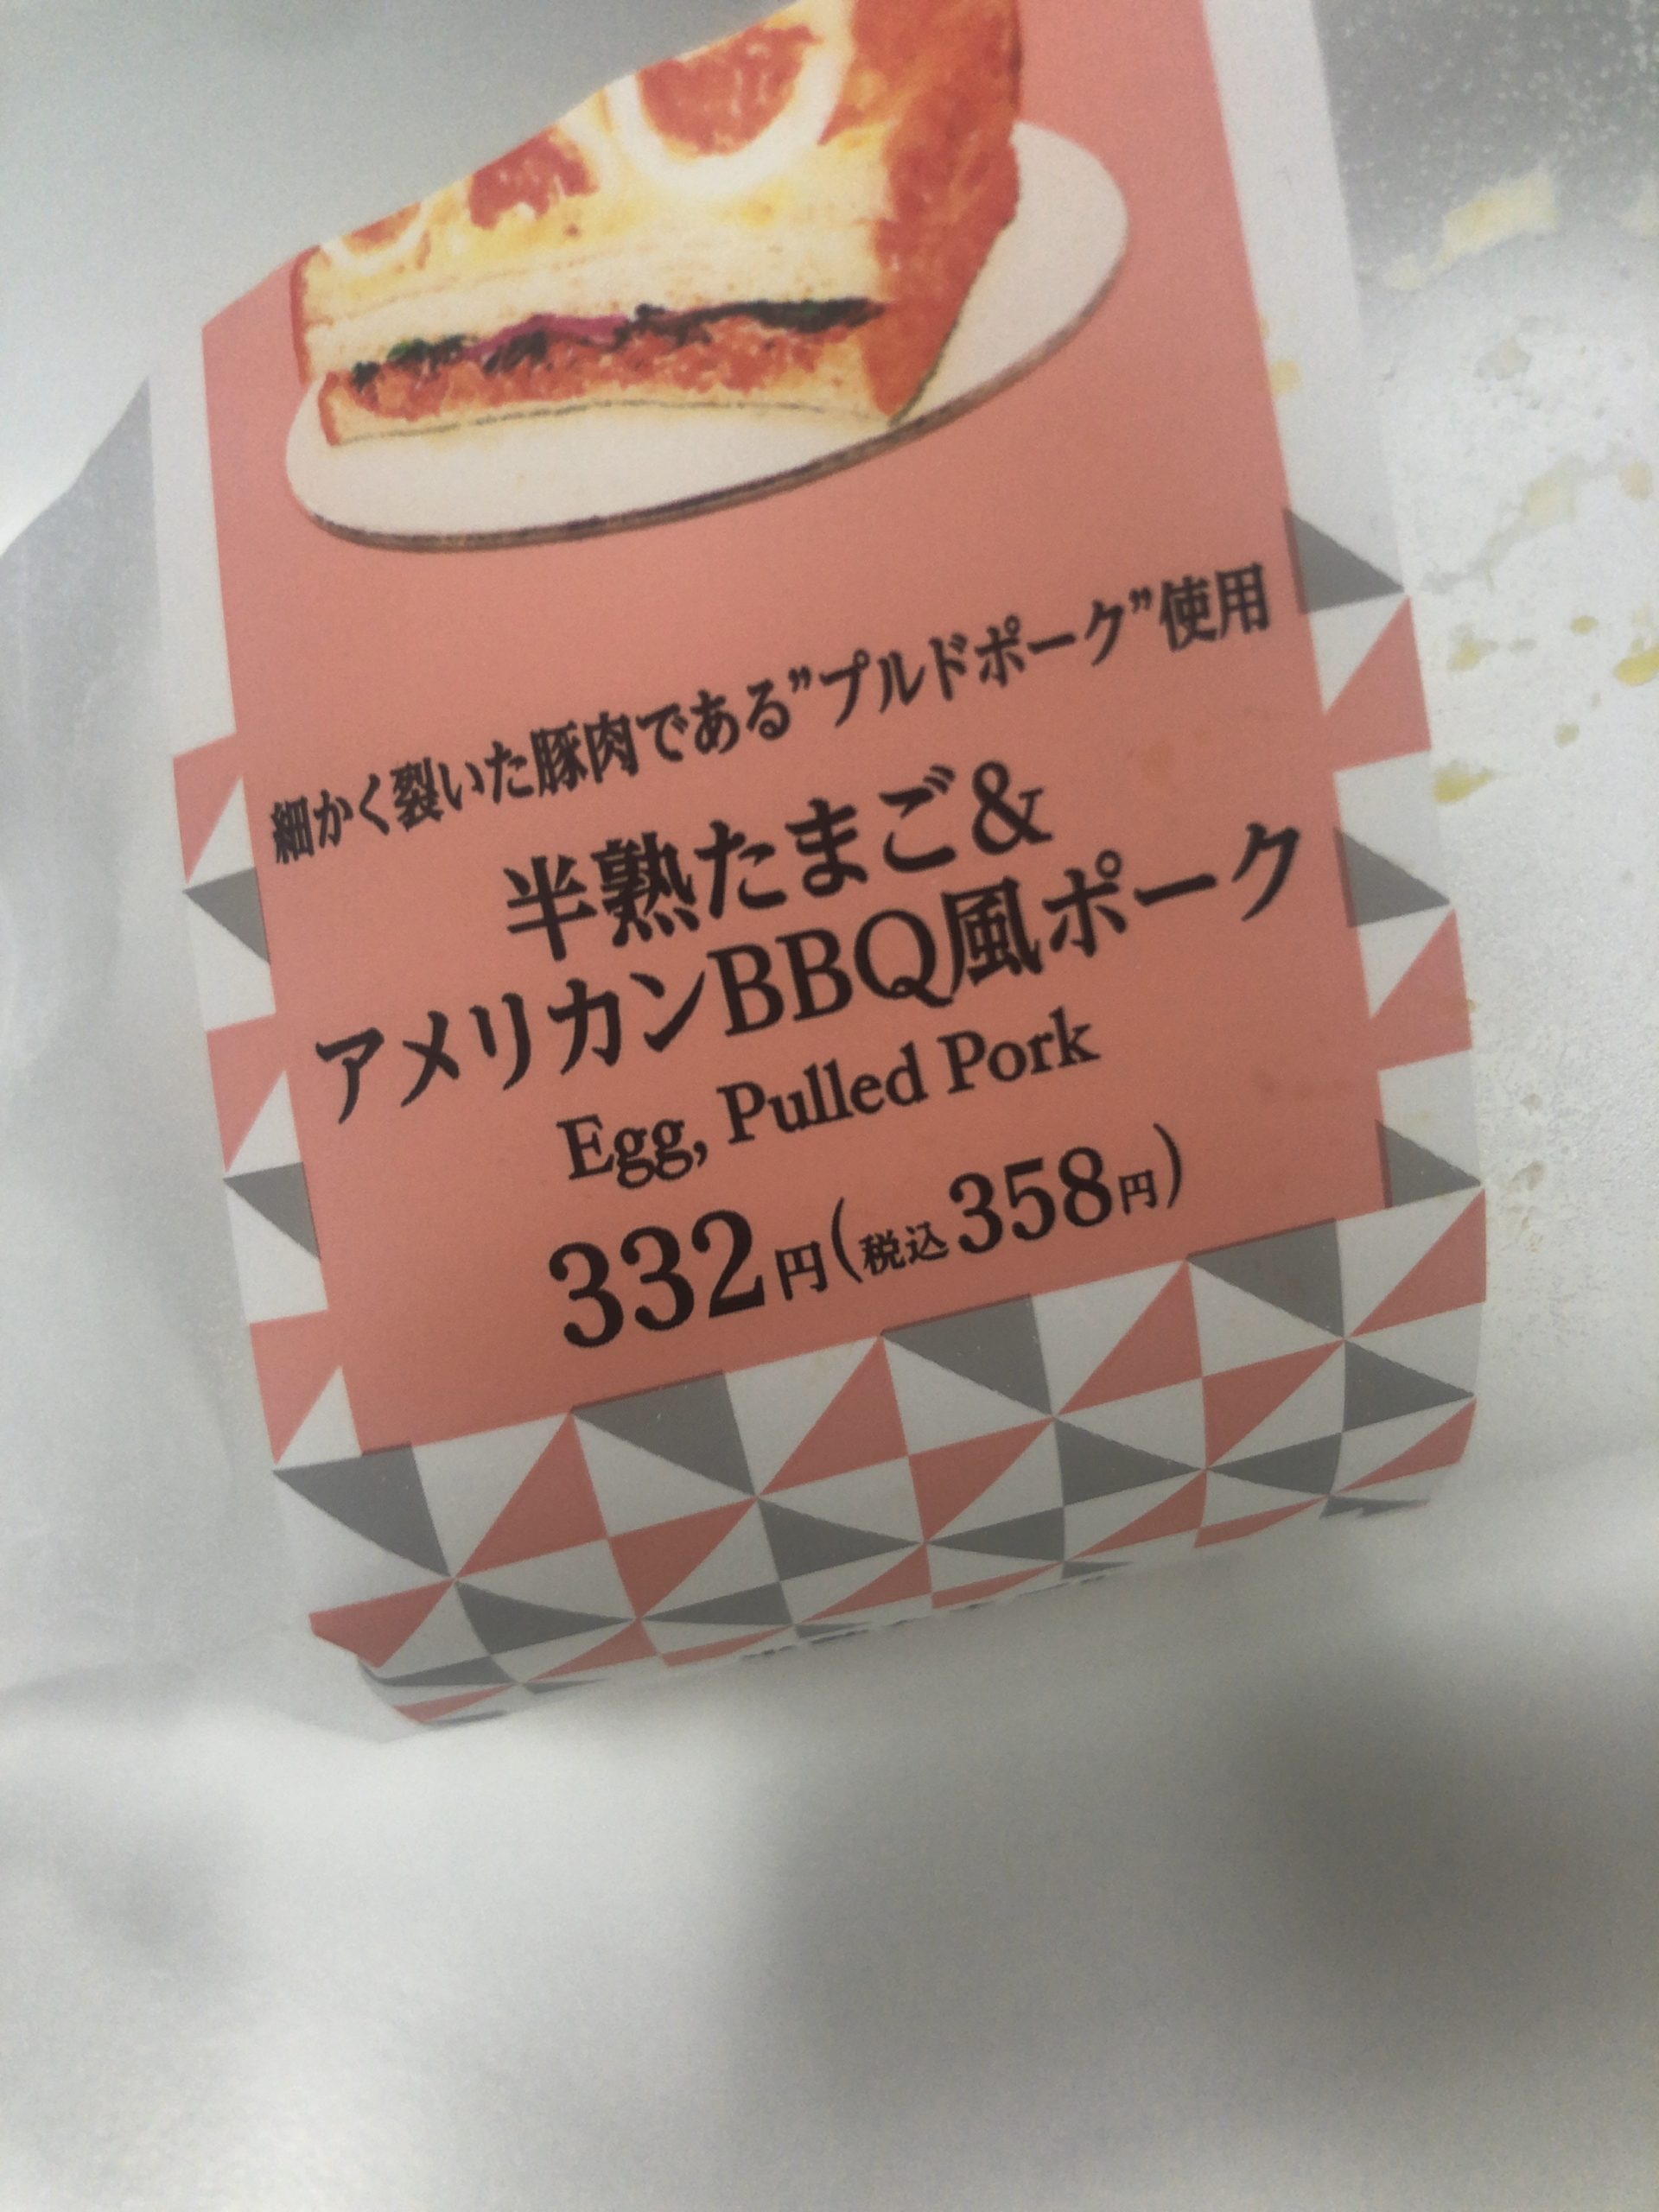 細かく裂いた豚肉である”プルドポーク”使用
半熟たまご&
アメリカンBBQ風ポーク
Egg, Pulled Pork
332円(税込358円)